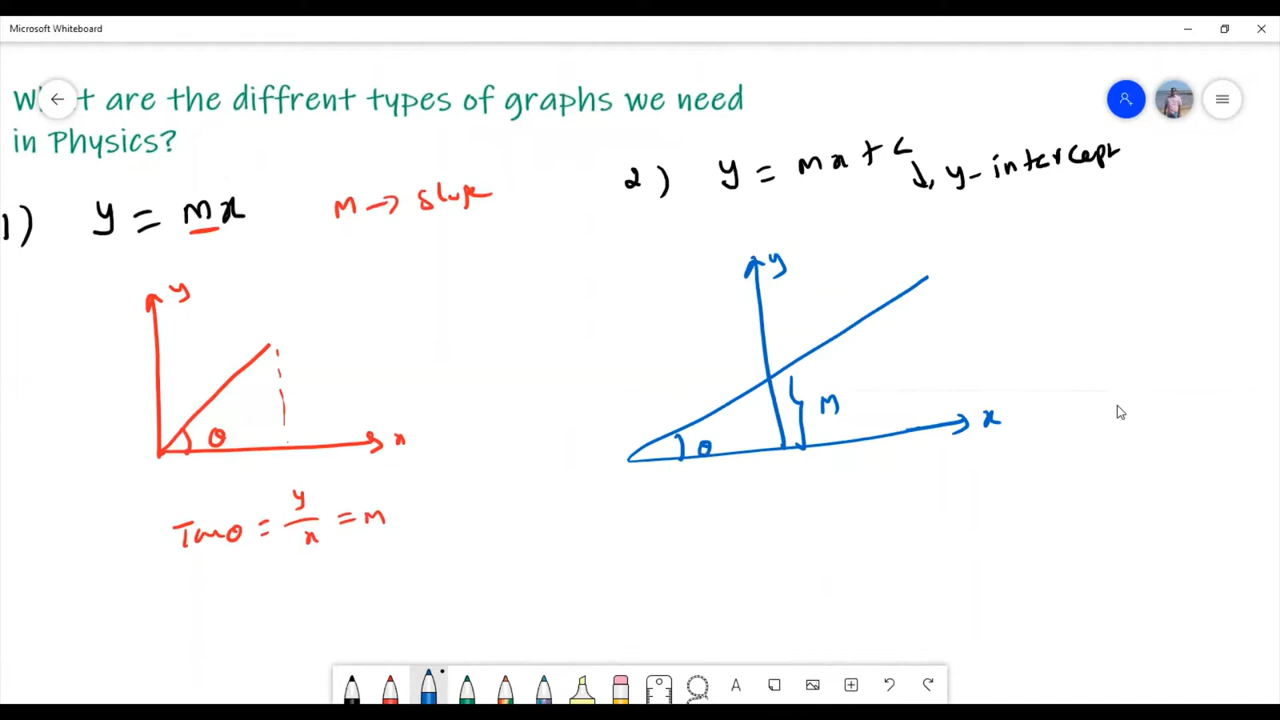 Microsoft Whiteboard
What are the diffrent types of graphs we need
in Physics?
1) y = mx
M → Slope
2) y = mx + c
↓, y-intercept
y
θ
x
Tanθ = y/x = M
y
M
θ
x
A